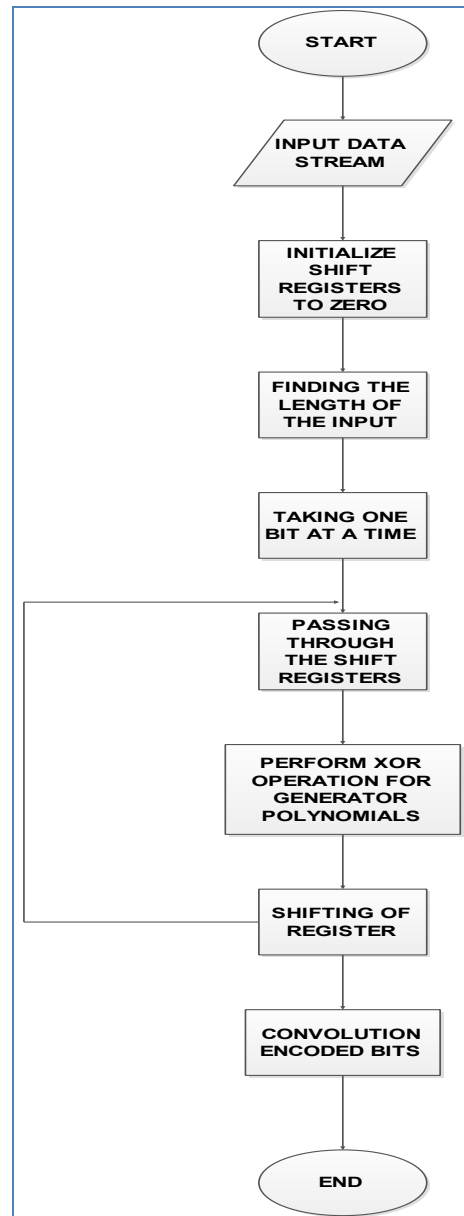 START
INPUT DATA
STREAM
INITIALIZE
SHIFT
REGISTERS
TO ZERO
FINDING THE
LENGTH OF
THE INPUT
TAKING ONE
BIT AT A TIME
PASSING
THROUGH
THE SHIFT
REGISTERS
PERFORM XOR
OPERATION FOR
GENERATOR
POLYNOMIALS
SHIFTING OF
REGISTER
CONVOLUTION
ENCODED BITS
END